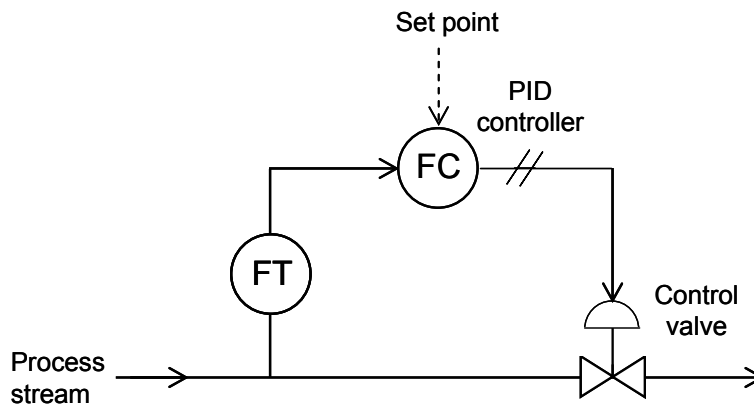 Set point
PID
controller
FC
FT
Control
valve
Process
stream